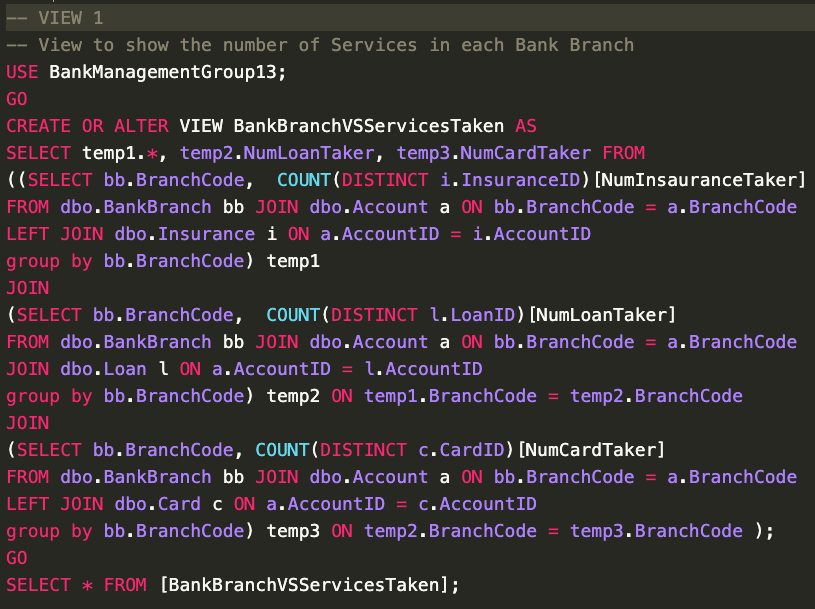 -- VIEW 1
-- View to show the number of Services in each Bank Branch
USE BankManagementGroup13;
GO
CREATE OR ALTER VIEW BankBranchVSServicesTaken AS
SELECT temp1.*, temp2.NumLoanTaker, temp3.NumCardTaker FROM
((SELECT bb.BranchCode,  COUNT(DISTINCT i.InsuranceID)[NumInsauranceTaker]
FROM dbo.BankBranch bb JOIN dbo.Account a ON bb.BranchCode = a.BranchCode
LEFT JOIN dbo.Insurance i ON a.AccountID = i.AccountID
group by bb.BranchCode) temp1
JOIN
(SELECT bb.BranchCode,  COUNT(DISTINCT l.LoanID)[NumLoanTaker]
FROM dbo.BankBranch bb JOIN dbo.Account a ON bb.BranchCode = a.BranchCode
JOIN dbo.Loan l ON a.AccountID = l.AccountID
group by bb.BranchCode) temp2 ON temp1.BranchCode = temp2.BranchCode
JOIN
(SELECT bb.BranchCode, COUNT(DISTINCT c.CardID)[NumCardTaker]
FROM dbo.BankBranch bb JOIN dbo.Account a ON bb.BranchCode = a.BranchCode
LEFT JOIN dbo.Card c ON a.AccountID = c.AccountID
group by bb.BranchCode) temp3 ON temp2.BranchCode = temp3.BranchCode );
GO
SELECT * FROM [BankBranchVSServicesTaken];